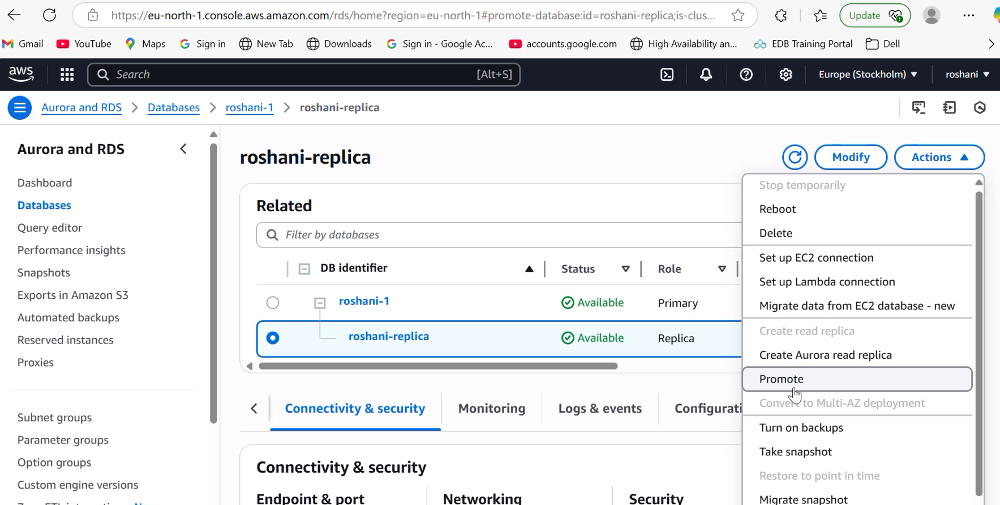 https://eu-north-1.console.aws.amazon.com/rds/home?region=eu-north-1#promote-database:id=roshani-replica;is-clus...
Update
Gmail
YouTube
Maps
Sign in
New Tab
Downloads
Sign in - Google Ac...
accounts.google.com
High Availability an...
EDB Training Portal
Dell
aws
Search
[Alt+S]
Europe (Stockholm)
roshani
Aurora and RDS
Databases
roshani-1
roshani-replica
Aurora and RDS
Dashboard
Databases
Query editor
Performance insights
Snapshots
Exports in Amazon S3
Automated backups
Reserved instances
Proxies
Subnet groups
Parameter groups
Option groups
Custom engine versions
roshani-replica
Modify
Actions
Related
Filter by databases
DB identifier
Status
Role
roshani-1
Available
Primary
roshani-replica
Available
Replica
Connectivity & security
Monitoring
Logs & events
Configurati
Connectivity & security
Endpoint & port
Networking
Security
Stop temporarily
Reboot
Delete
Set up EC2 connection
Set up Lambda connection
Migrate data from EC2 database - new
Create read replica
Create Aurora read replica
Promote
Convert to Multi-AZ deployment
Turn on backups
Take snapshot
Restore to point in time
Migrate snapshot